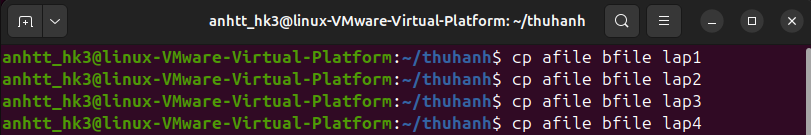 anhtt_hk3@linux-VMware-Virtual-Platform: ~/thuhanh
anhtt_hk3@linux-VMware-Virtual-Platform:~/thuhanh$ cp afile bfile lap1
anhtt_hk3@linux-VMware-Virtual-Platform:~/thuhanh$ cp afile bfile lap2
anhtt_hk3@linux-VMware-Virtual-Platform:~/thuhanh$ cp afile bfile lap3
anhtt_hk3@linux-VMware-Virtual-Platform:~/thuhanh$ cp afile bfile lap4